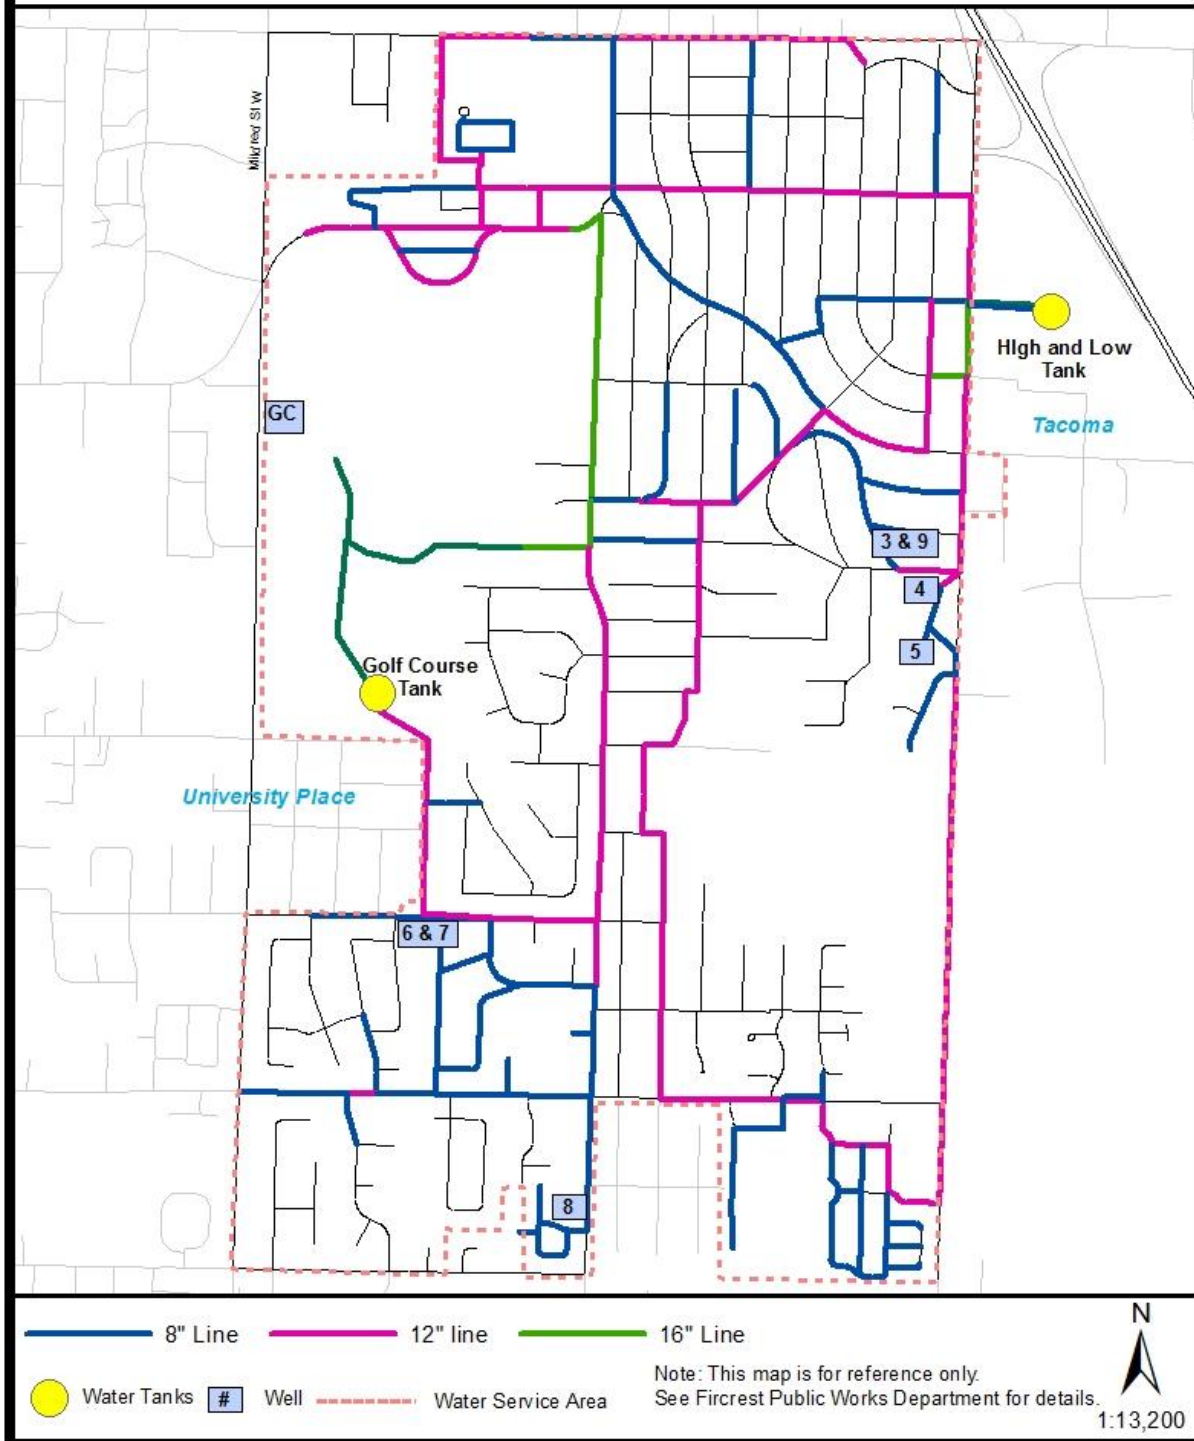 Mildred St W
HIgh and Low
Tank
GC
Tacoma
3 & 9
4
5
Golf Course
Tank
University Place
6 & 7
8
8" Line
12" line
16" Line
N
Water Tanks
#
Well
Water Service Area
Note: This map is for reference only.
See Fircrest Public Works Department for details.
1:13,200